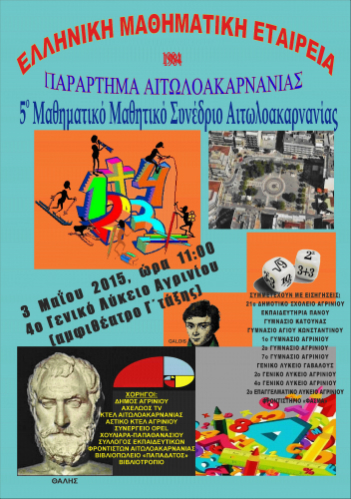 ΕΛΛΗΝΙΚΗ ΜΑΘΗΜΑΤΙΚΗ ΕΤΑΙΡΕΙΑ
1984
ΠΑΡΑΡΤΗΜΑ ΑΙΤΩΛΟΑΚΑΡΝΑΝΙΑΣ
5ο Μαθηματικό Μαθητικό Συνέδριο Αιτωλοακαρνανίας
3 Μαΐου 2015, ώρα 11:00
4ο Γενικό Λύκειο Αγρινίου
(αμφιθέατρο Γ΄τάξης)
GALOIS
ΣΥΜΜΕΤΕΧΟΥΝ ΜΕ ΕΙΣΗΓΗΣΕΙΣ:
21ο ΔΗΜΟΤΙΚΟ ΣΧΟΛΕΙΟ ΑΓΡΙΝΙΟΥ
ΕΚΠΑΙΔΕΥΤΗΡΙΑ ΠΑΝΟΥ
ΓΥΜΝΑΣΙΟ ΚΑΤΟΥΝΑΣ
ΓΥΜΝΑΣΙΟ ΑΓΙΟΥ ΚΩΝΣΤΑΝΤΙΝΟΥ
1ο ΓΥΜΝΑΣΙΟ ΑΓΡΙΝΙΟΥ
2ο ΓΥΜΝΑΣΙΟ ΑΓΡΙΝΙΟΥ
7ο ΓΥΜΝΑΣΙΟ ΑΓΡΙΝΙΟΥ
ΓΕΝΙΚΟ ΛΥΚΕΙΟ ΓΑΒΑΛΟΥΣ
2ο ΓΕΝΙΚΟ ΛΥΚΕΙΟ ΑΓΡΙΝΙΟΥ
4ο ΓΕΝΙΚΟ ΛΥΚΕΙΟ ΑΓΡΙΝΙΟΥ
2ο ΕΠΑΓΓΕΛΜΑΤΙΚΟ ΛΥΚΕΙΟ ΑΓΡΙΝΙΟΥ
ΦΡΟΝΤΙΣΤΗΡΙΟ
ΧΟΡΗΓΟΙ:
ΔΗΜΟΣ ΑΓΡΙΝΙΟΥ
ΑΧΕΛΩΟΣ TV
ΚΤΕΛ ΑΙΤΩΛΟΑΚΑΡΝΑΝΙΑΣ
ΑΣΤΙΚΟ ΚΤΕΛ ΑΓΡΙΝΙΟΥ
ΣΥΝΕΡΓΕΙΟ OPEL
ΧΟΥΛΙΑΡΑ-ΠΑΠΑΘΑΝΑΣΙΟΥ
ΣΥΛΛΟΓΟΣ ΕΚΠΑΙΔΕΥΤΙΚΩΝ
ΦΡΟΝΤΙΣΤΩΝ ΑΙΤΩΛΟΑΚΑΡΝΑΝΙΑΣ
ΒΙΒΛΙΟΠΩΛΕΙΟ «ΠΑΠΑΔΑΤΟΣ»
ΒΙΒΛΙΟΤΡΟΠΙΟ
ΘΑΛΗΣ